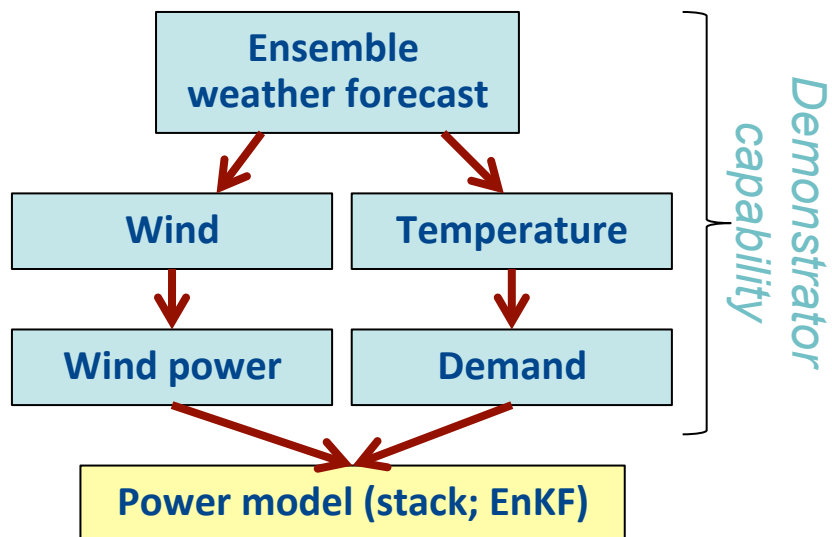 Ensemble
weather forecast
Wind
Temperature
Wind power
Demand
Power model (stack; EnKF)
Demonstrator
capability